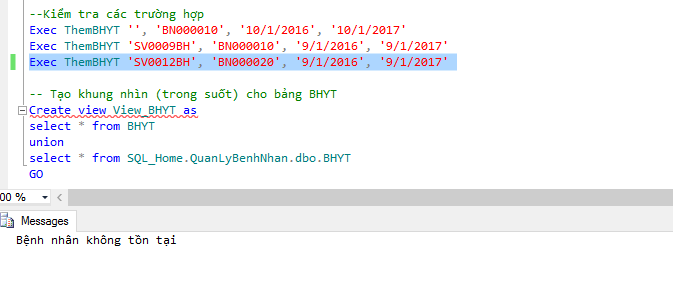 --Kiểm tra các trường hợp
Exec ThemBHYT '', 'BN000010', '10/1/2016', '10/1/2017'
Exec ThemBHYT 'SV0009BH', 'BN000010', '9/1/2016', '9/1/2017'
Exec ThemBHYT 'SV0012BH', 'BN000020', '9/1/2016', '9/1/2017'
-- Tạo khung nhìn (trong suốt) cho bảng BHYT
Create view View_BHYT as
select * from BHYT
union
select * from SQL_Home.QuanLyBenhNhan.dbo.BHYT
GO
00 %
Messages
Bệnh nhân không tồn tại